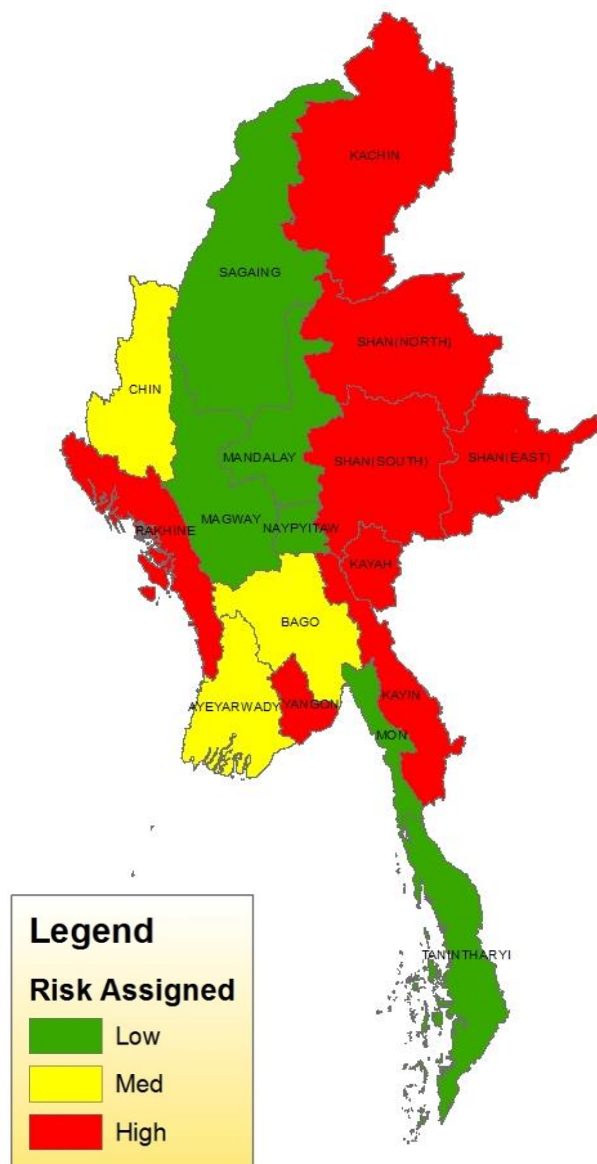 KACHIN
SAGAING
SHAN(NORTH)
CHIN
MANDALAY
SHAN(SOUTH)
SHAN(EAST)
MAGWAY
NAYPYITAW
RAKHINE
KAYAH
BAGO
KAYIN
AYEYARWADY
YANGON
MON
TANINTHARYI
Legend
Risk Assigned
Low
Med
High